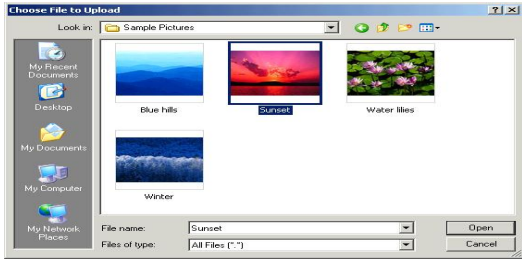 Choose File to Upload
Look in:
Sample Pictures
My Recent
Documents
Desktop
My Documents
My Computer
My Network
Places
Blue hills
Sunset
Water lilies
Winter
File name:
Sunset
Open
Files of type:
All Files (*.*)
Cancel